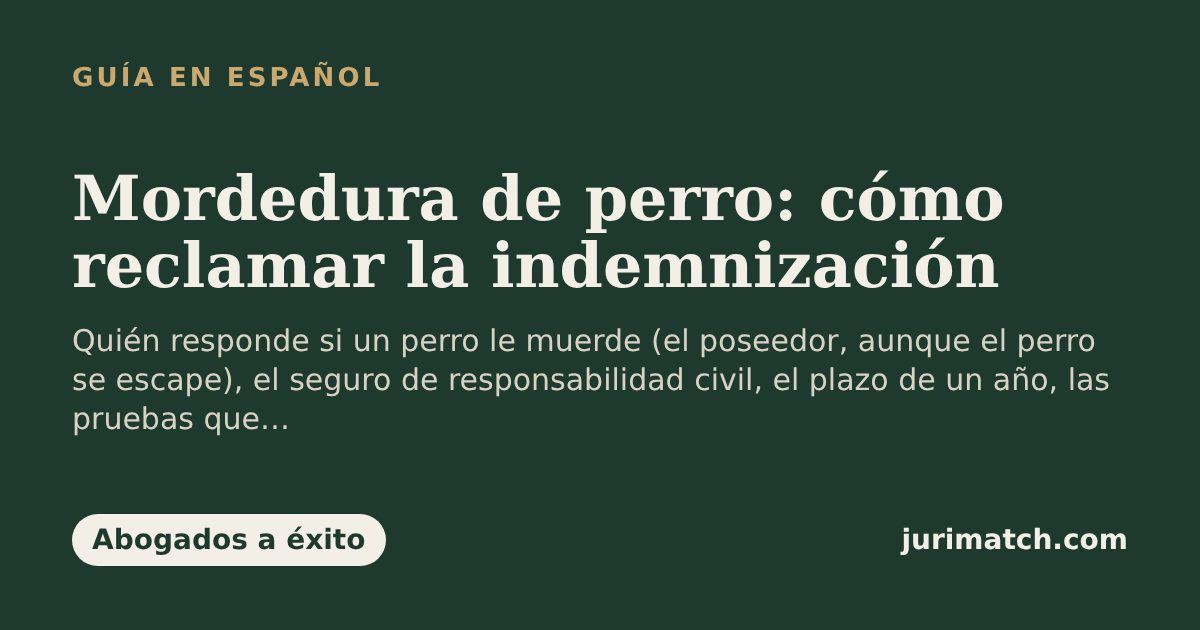 GUÍA EN ESPAÑOL
Mordedura de perro: cómo
reclamar la indemnización
Quién responde si un perro le muerde (el poseedor, aunque el perro
se escape), el seguro de responsabilidad civil, el plazo de un año, las
pruebas que…
Abogados a éxito
jurimatch.com